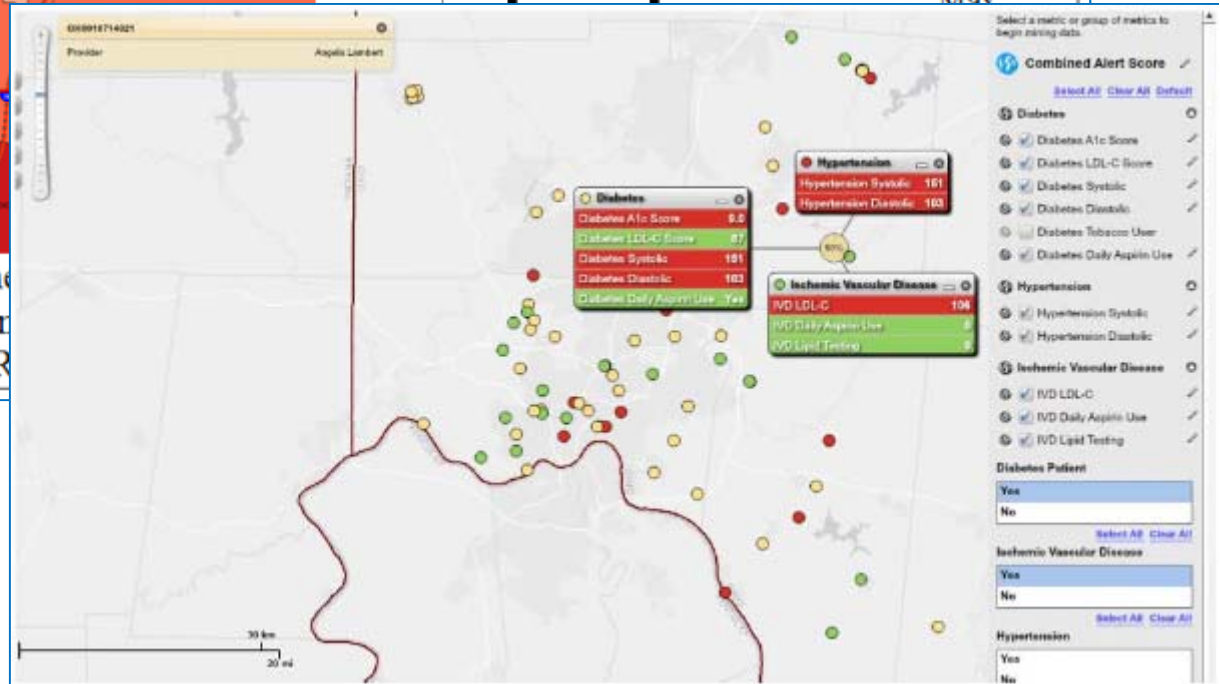 Select a metric or group of metrics to
begin mining data.
Combined Alert Score
Select All Clear All Default
Provider Angelis Lambert
Diabetes
Diabetes A1c Score
Diabetes LDL-C Score
Diabetes Systolic
Diabetes Diastolic
Diabetes Tobacco User
Diabetes Daily Aspirin Use
Hypertension
Hypertension Systolic 161
Hypertension Diastolic 103
Diabetes
Diabetes A1c Score 9.0
Diabetes LDL-C Score 87
Diabetes Systolic 161
Diabetes Diastolic 103
Diabetes Daily Aspirin Use Yes
Ischemic Vascular Disease
IVD LDL-C 106
IVD Daily Aspirin Use 0
IVD Lipid Testing 0
Hypertension
Hypertension Systolic
Hypertension Diastolic
Ischemic Vascular Disease
IVD LDL-C
IVD Daily Aspirin Use
IVD Lipid Testing
Diabetes Patient
Yes
No
Select All Clear All
Ischemic Vascular Disease
Yes
No
Select All Clear All
Hypertension
Yes
No
30 km
20 mi